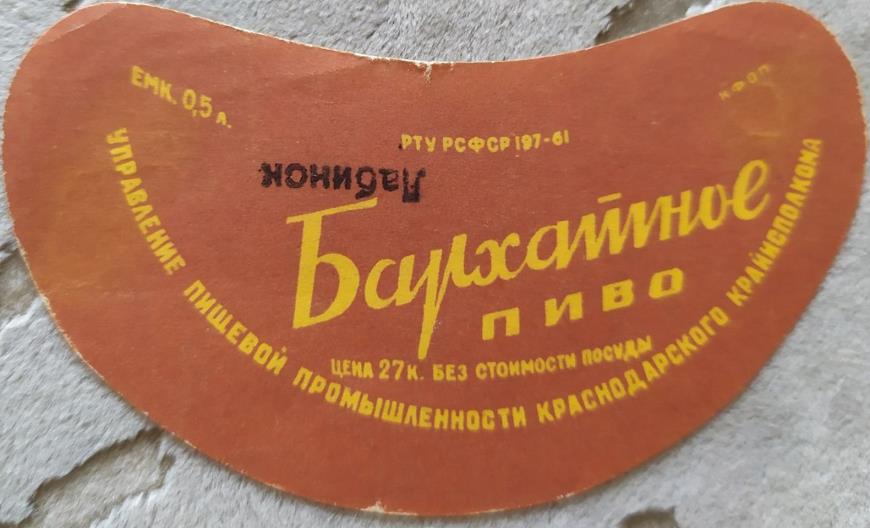 ЕМК. 0,5 л.
КФОП
РТУ РСФСР 197-61
Лабинск
Бархатное
ПИВО
ЦЕНА 27 К. БЕЗ СТОИМОСТИ ПОСУДЫ
УПРАВЛЕНИЕ ПИЩЕВОЙ ПРОМЫШЛЕННОСТИ КРАСНОДАРСКОГО КРАЙИСПОЛКОМА